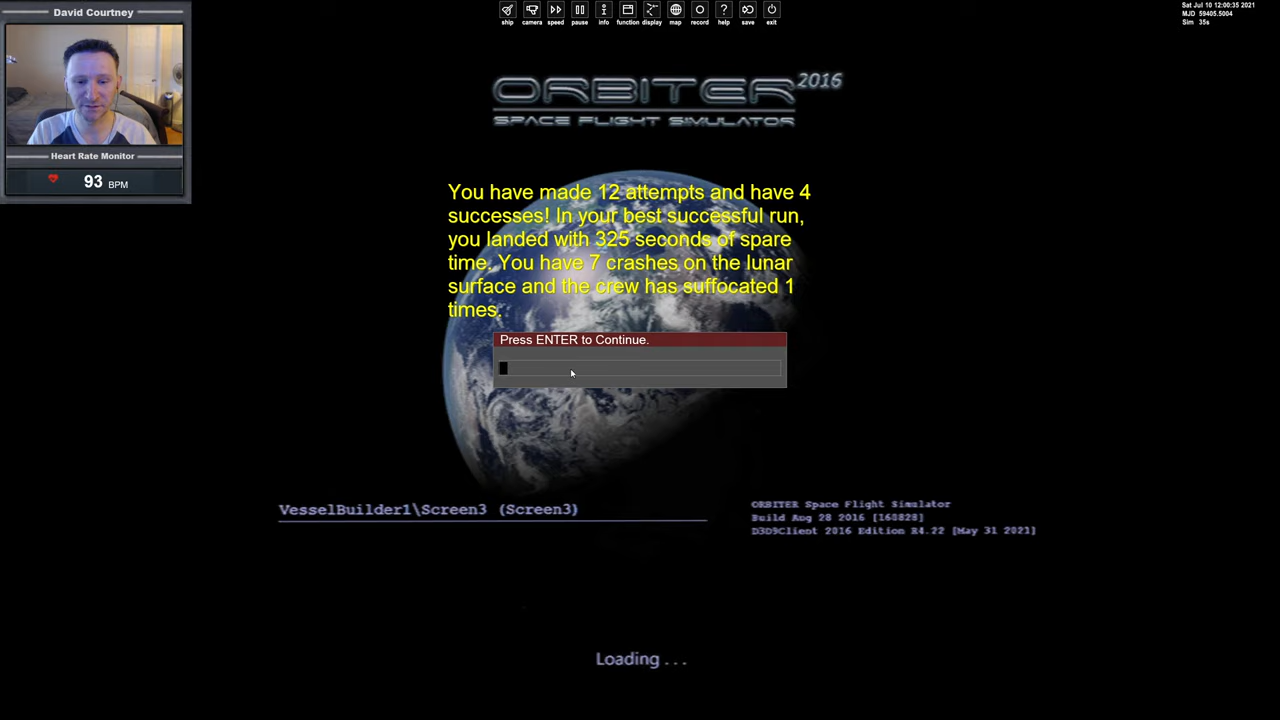 David Courtney
Heart Rate Monitor
93 BPM
ship camera speed pause info function display map record help save exit
Sat Jul 10 12:00:35 2021
MJD 59405.5004
Sim 35s
ORBITER 2016
SPACE FLIGHT SIMULATOR
You have made 12 attempts and have 4
successes! In your best successful run,
you landed with 325 seconds of spare
time. You have 7 crashes on the lunar
surface and the crew has suffocated 1
times.
Press ENTER to Continue.
VesselBuilder1\Screen3 (Screen3)
ORBITER Space Flight Simulator
Build Aug 28 2016 [160828]
D3D9Client 2016 Edition R4.22 [May 31 2021]
Loading . . .